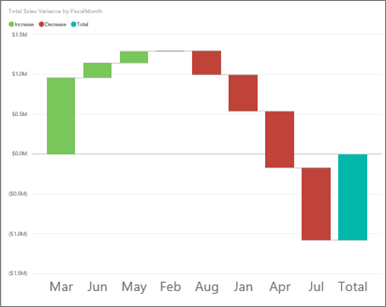 Total Sales Variance by FiscalMonth
Increase Decrease Total
$1.5M
$1.0M
$0.5M
$0.0M
($0.5M)
($1.0M)
($1.5M)
Mar Jun May Feb Aug Jan Apr Jul Total